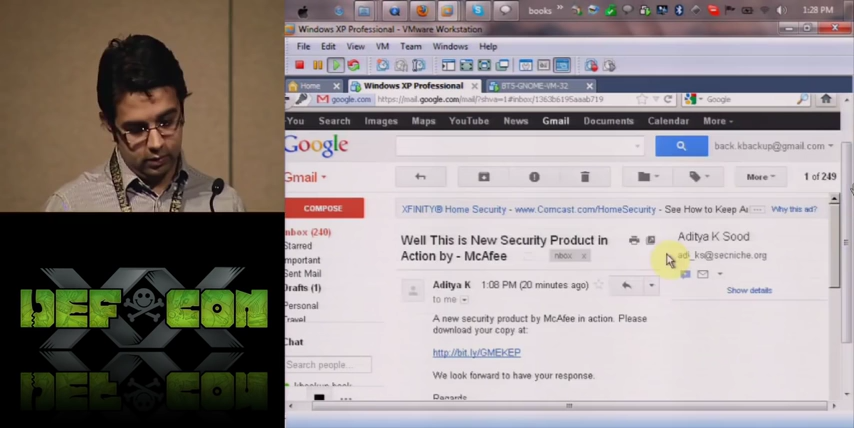 books
1:28 PM
Windows XP Professional - VMware Workstation
File Edit View VM Team Windows Help
Home × Windows XP Professional × BT5-GNOME-VM-32 ×
google.com https://mail.google.com/mail/?shva=1#inbox/1363b6195aaab719
Google
You Search Images Maps YouTube News Gmail Documents Calendar More
Google
back.kbackup@gmail.com
Gmail
More
1 of 249
COMPOSE
XFINITY® Home Security - www.Comcast.com/HomeSecurity - See How to Keep
Why this ad?
Inbox (240)
Starred
Important
Sent Mail
Drafts (1)
Personal
Travel
Chat
Search people...
kbackup book
Well This is New Security Product in
Action by - McAfee
Inbox x
Aditya K 1:08 PM (20 minutes ago)
to me
A new security product by McAfee in action. Please
download your copy at:
http://bit.ly/GMEKEP
We look forward to have your response.
Regards
Aditya K Sood
adi_ks@secniche.org
Show details
DEF CON
XX